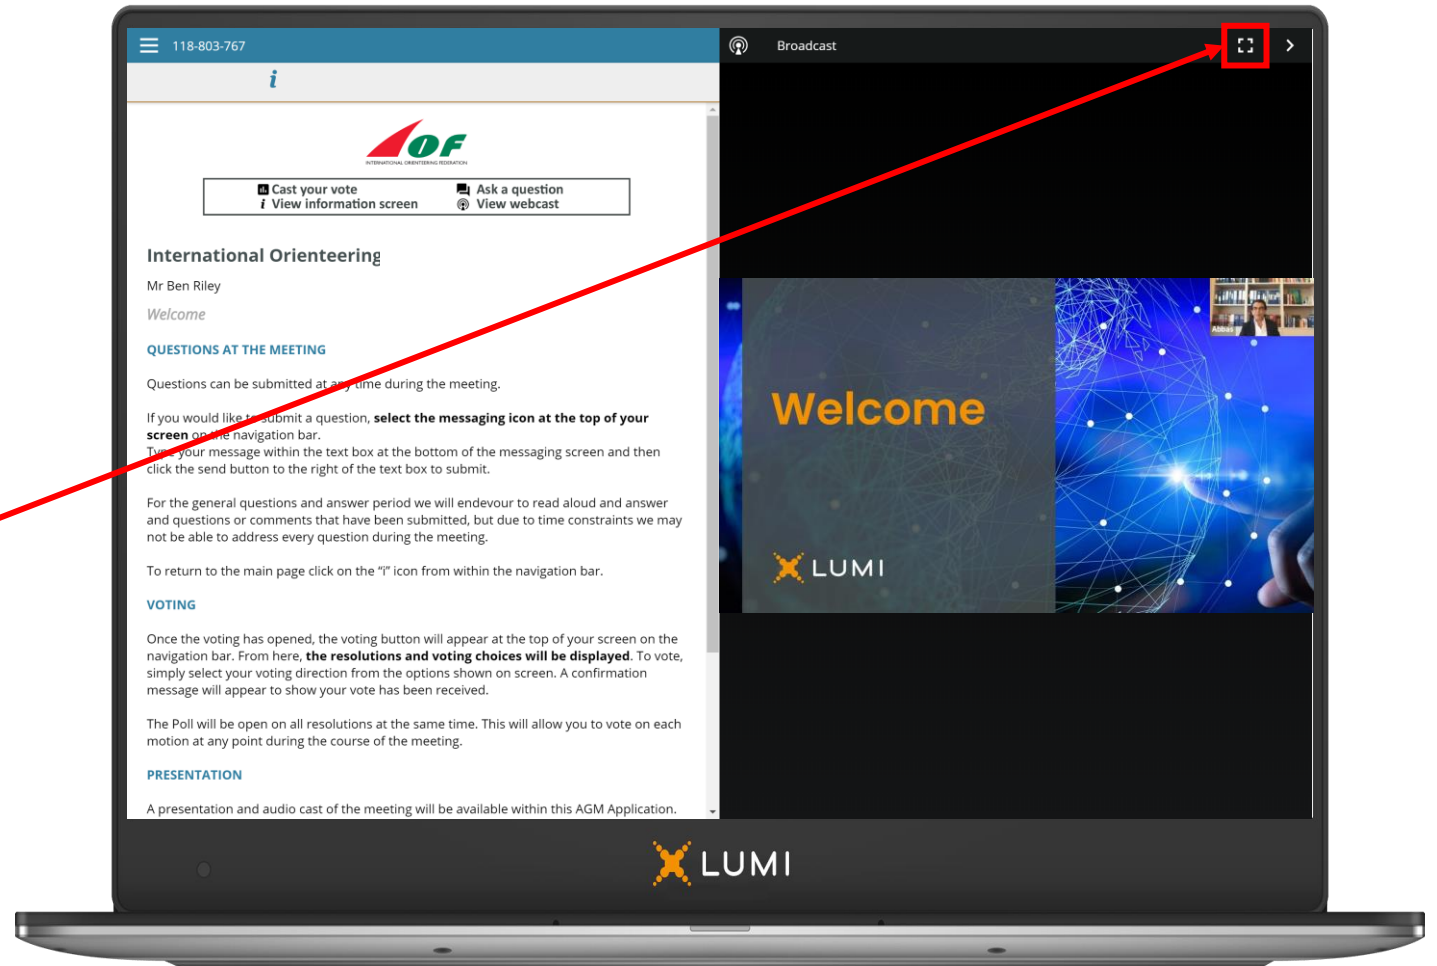 118-803-767
Broadcast
i
IOF
INTERNATIONAL ORIENTEERING FEDERATION
Cast your vote
Ask a question
i View information screen
View webcast
International Orienteering
Mr Ben Riley
Welcome
QUESTIONS AT THE MEETING
Questions can be submitted at any time during the meeting.
If you would like to submit a question, select the messaging icon at the top of your
screen on the navigation bar.
Type your message within the text box at the bottom of the messaging screen and then
click the send button to the right of the text box to submit.
For the general questions and answer period we will endevour to read aloud and answer
and questions or comments that have been submitted, but due to time constraints we may
not be able to address every question during the meeting.
To return to the main page click on the “i” icon from within the navigation bar.
VOTING
Once the voting has opened, the voting button will appear at the top of your screen on the
navigation bar. From here, the resolutions and voting choices will be displayed. To vote,
simply select your voting direction from the options shown on screen. A confirmation
message will appear to show your vote has been received.
The Poll will be open on all resolutions at the same time. This will allow you to vote on each
motion at any point during the course of the meeting.
PRESENTATION
A presentation and audio cast of the meeting will be available within this AGM Application.
Abbas
Welcome
LUMI
LUMI